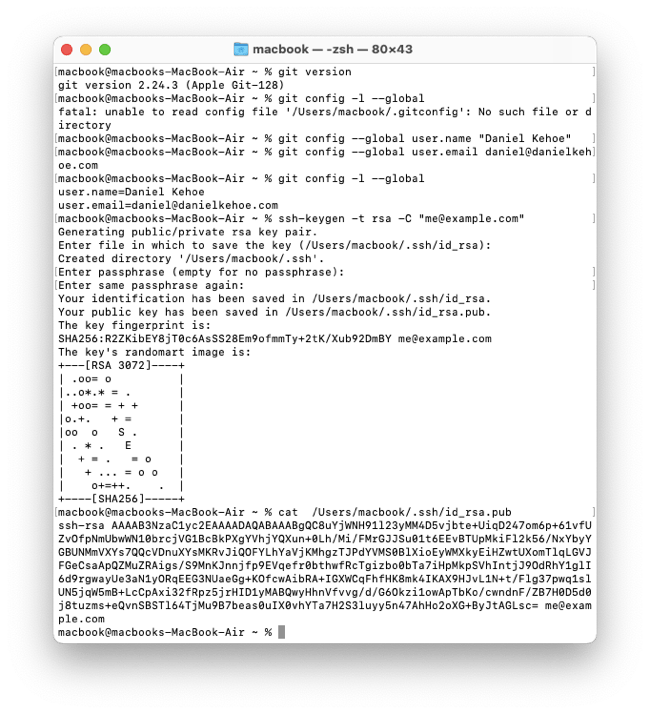 macbook — -zsh — 80×43
[macbook@macbooks-MacBook-Air ~ % git version ]
git version 2.24.3 (Apple Git-128)
[macbook@macbooks-MacBook-Air ~ % git config -l --global ]
fatal: unable to read config file '/Users/macbook/.gitconfig': No such file or d
irectory
[macbook@macbooks-MacBook-Air ~ % git config --global user.name "Daniel Kehoe" ]
[macbook@macbooks-MacBook-Air ~ % git config --global user.email daniel@danielkeh]
oe.com
[macbook@macbooks-MacBook-Air ~ % git config -l --global ]
user.name=Daniel Kehoe
user.email=daniel@danielkehoe.com
[macbook@macbooks-MacBook-Air ~ % ssh-keygen -t rsa -C "me@example.com" ]
Generating public/private rsa key pair.
Enter file in which to save the key (/Users/macbook/.ssh/id_rsa):
Created directory '/Users/macbook/.ssh'.
[Enter passphrase (empty for no passphrase): ]
[Enter same passphrase again: ]
Your identification has been saved in /Users/macbook/.ssh/id_rsa.
Your public key has been saved in /Users/macbook/.ssh/id_rsa.pub.
The key fingerprint is:
SHA256:R2ZKibEY8jT0c6AsSS28Em9ofmmTy+2tK/Xub92DmBY me@example.com
The key's randomart image is:
+---[RSA 3072]----+
| .oo= o          |
|..o*.* = .       |
| +oo= = + +      |
|o.+.   + =       |
|oo  o   S .      |
| . * .   E       |
|  + = .   = o    |
|   + ... = o o   |
|    o+=++.    .  |
+----[SHA256]-----+
[macbook@macbooks-MacBook-Air ~ % cat  /Users/macbook/.ssh/id_rsa.pub ]
ssh-rsa AAAAB3NzaC1yc2EAAAADAQABAAABgQC8uYjWNH91l23yMM4D5vjbte+UiqD247om6p+61vfU
ZvOfpNmUbwWN10brcjVG1BcBkPXgYVhjYQXun+0Lh/Mi/FMrGJJSu01t6EEvBTUpMkiFl2k56/NxYbyY
GBUNMmVXYs7QQcVDnuXYsMKRvJiQOFYLhYaVjKMhgzTJPdYVMS0BlXioEyWMXkyEiHZwtUXomTlqLGVJ
FGeCsaApQZMuZRAigs/S9MnKJnnjfp9EVqefr0bthwfRcTgizbo0bTa7iHpMkpSVhIntjJ9OdRhY1glI
6d9rgwayUe3aN1yORqEEG3NUaeGg+KOfcwAibRA+IGXWCqFhfHK8mk4IKAX9HJvL1N+t/Flg37pwq1sl
UN5jqW5mB+LcCpAxi32fRpz5jrHID1yMABQwyHhnVfvvg/d/G6Okzi1owApTbKo/cwndnF/ZB7H0D5d0
j8tuzms+eQvnSBSTl64TjMu9B7beas0uIX0vhYTa7H2S3luyy5n47AhHo2oXG+ByJtAGLsc= me@exam
ple.com
macbook@macbooks-MacBook-Air ~ %